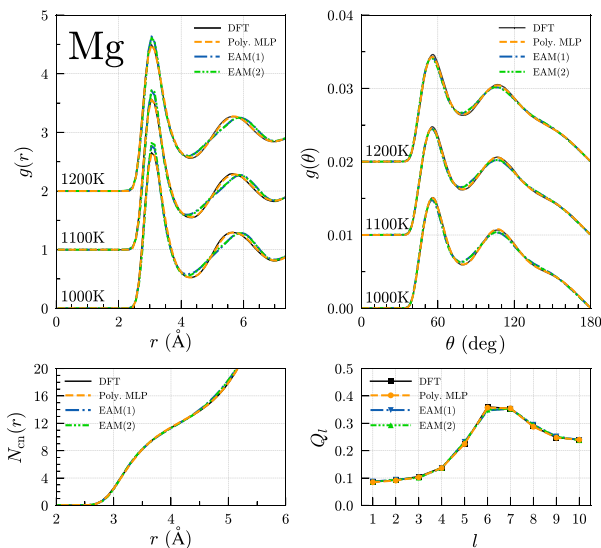 Mg
DFT
Poly. MLP
EAM(1)
EAM(2)
1200K
1100K
1000K
0
1
2
3
4
5
g(r)
0
2
4
6
r (Å)
DFT
Poly. MLP
EAM(1)
EAM(2)
1200K
1100K
1000K
0.00
0.01
0.02
0.03
0.04
g(θ)
0
60
120
180
θ (deg)
DFT
Poly. MLP
EAM(1)
EAM(2)
0
4
8
12
16
20
N_cn(r)
2
3
4
5
6
r (Å)
DFT
Poly. MLP
EAM(1)
EAM(2)
0.0
0.1
0.2
0.3
0.4
0.5
Q_l
1 2 3 4 5 6 7 8 9 10
l